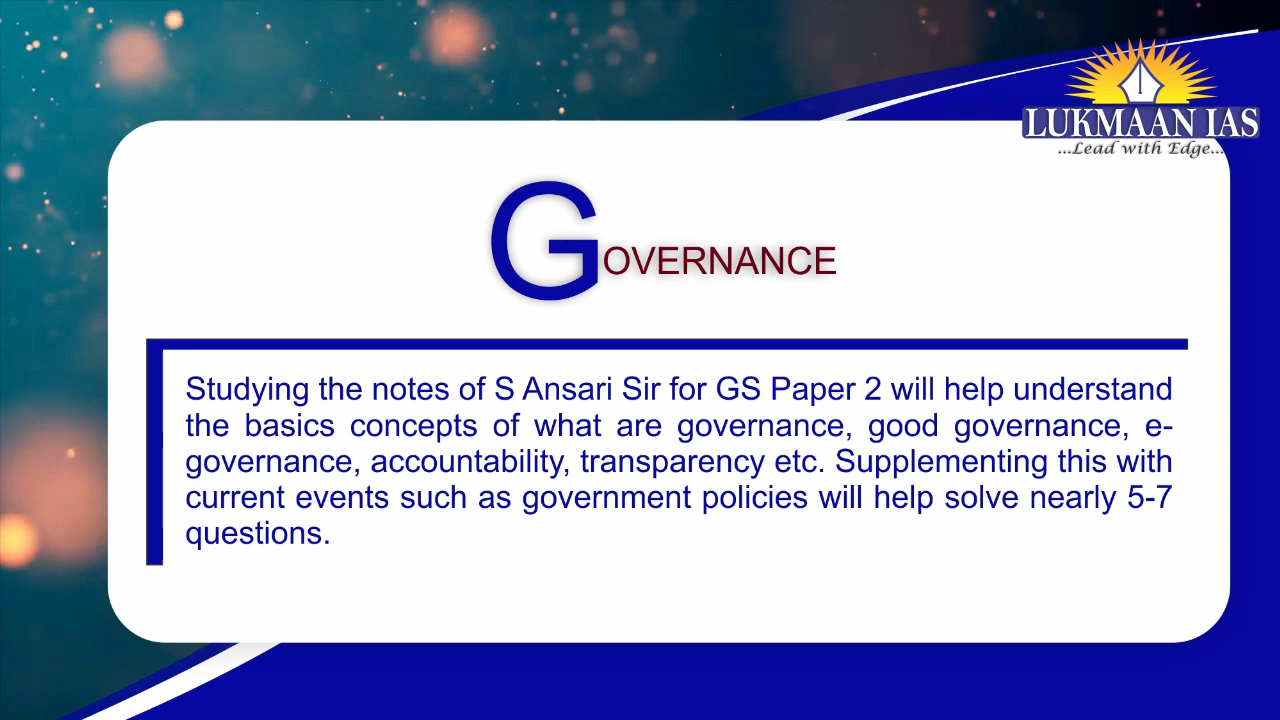 LUKMAAN IAS
...Lead with Edge...
GOVERNANCE
Studying the notes of S Ansari Sir for GS Paper 2 will help understand
the basics concepts of what are governance, good governance, e-
governance, accountability, transparency etc. Supplementing this with
current events such as government policies will help solve nearly 5-7
questions.